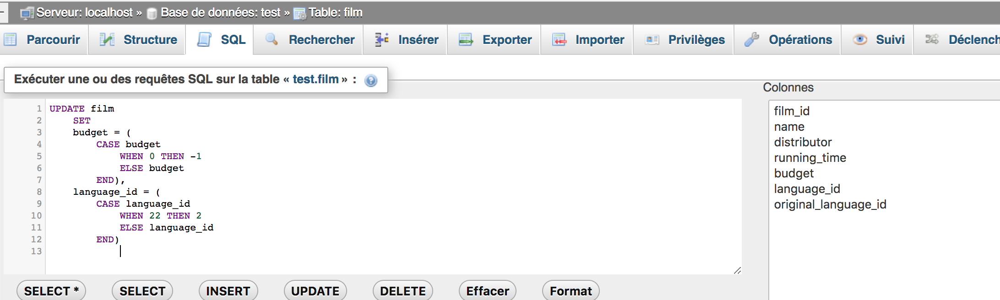 Serveur: localhost » Base de données: test » Table: film
Parcourir Structure SQL Rechercher Insérer Exporter Importer Privilèges Opérations Suivi Déclench
Exécuter une ou des requêtes SQL sur la table « test.film » :
Colonnes
1 UPDATE film
2 SET
3 budget = (
4 CASE budget
5 WHEN 0 THEN -1
6 ELSE budget
7 END),
8 language_id = (
9 CASE language_id
10 WHEN 22 THEN 2
11 ELSE language_id
12 END)
13
film_id
name
distributor
running_time
budget
language_id
original_language_id
SELECT * SELECT INSERT UPDATE DELETE Effacer Format